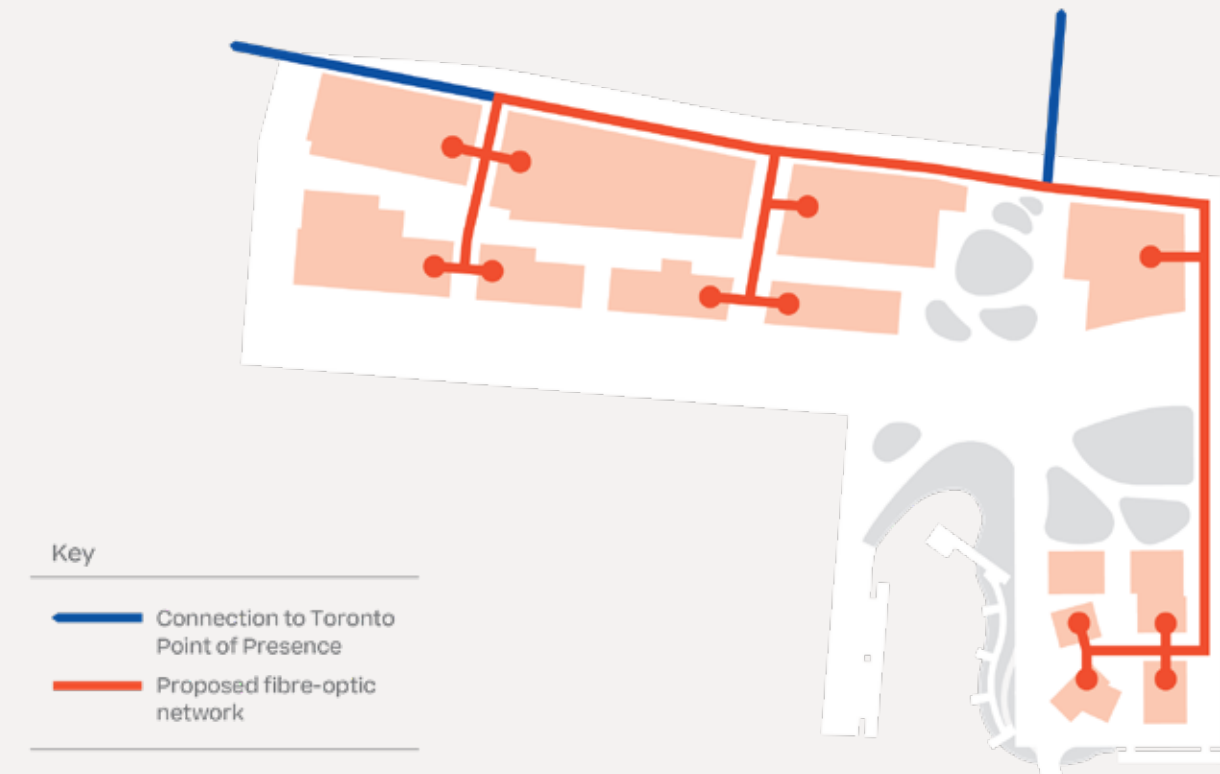 Key
Connection to Toronto
Point of Presence
Proposed fibre-optic
network